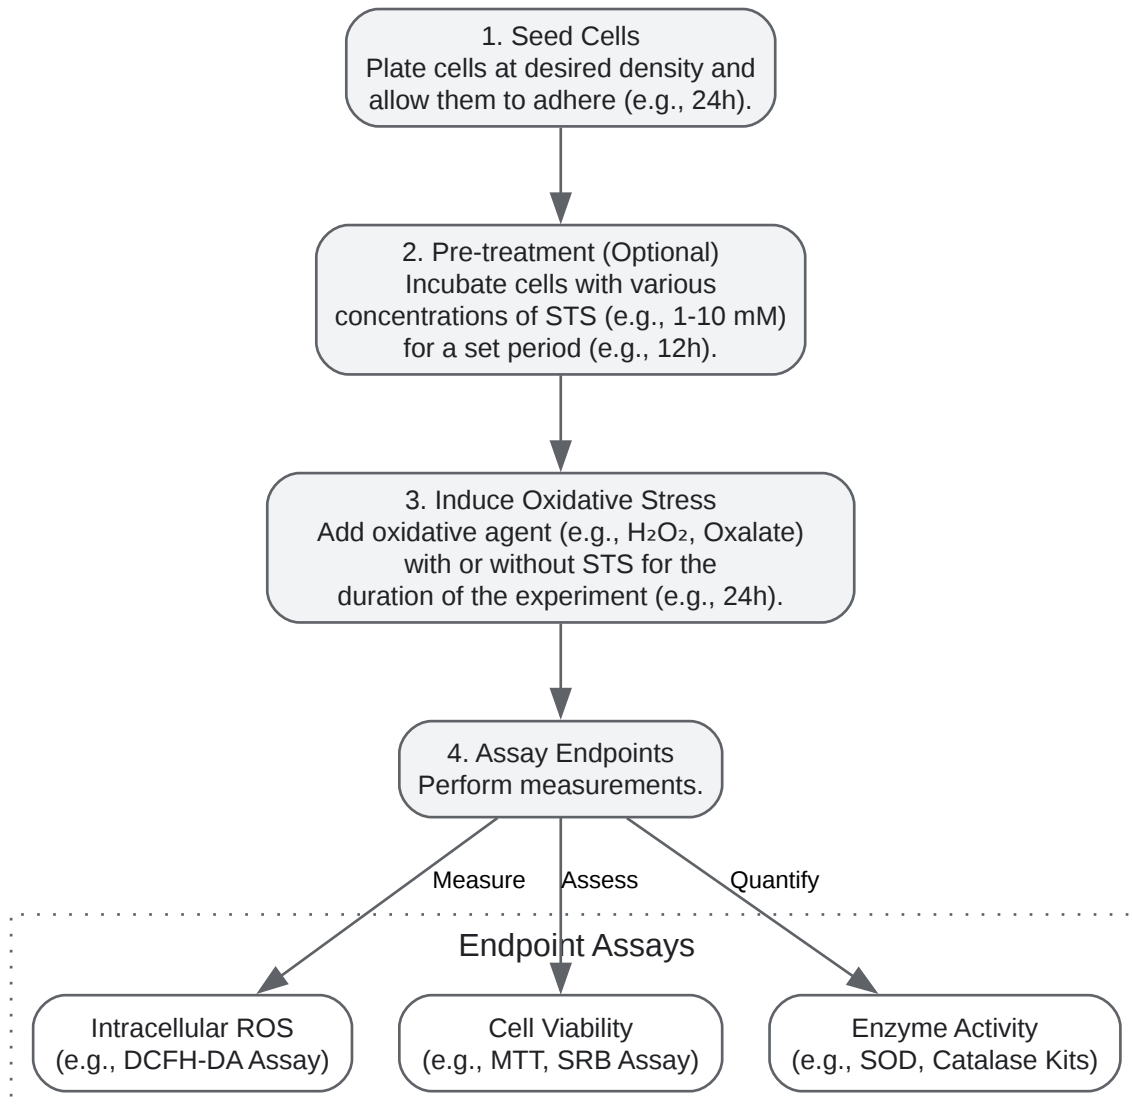 1. Seed Cells
Plate cells at desired density and
allow them to adhere (e.g., 24h).
2. Pre-treatment (Optional)
Incubate cells with various
concentrations of STS (e.g., 1-10 mM)
for a set period (e.g., 12h).
3. Induce Oxidative Stress
Add oxidative agent (e.g., H₂O₂, Oxalate)
with or without STS for the
duration of the experiment (e.g., 24h).
4. Assay Endpoints
Perform measurements.
Measure
Assess
Quantify
Endpoint Assays
Intracellular ROS
(e.g., DCFH-DA Assay)
Cell Viability
(e.g., MTT, SRB Assay)
Enzyme Activity
(e.g., SOD, Catalase Kits)